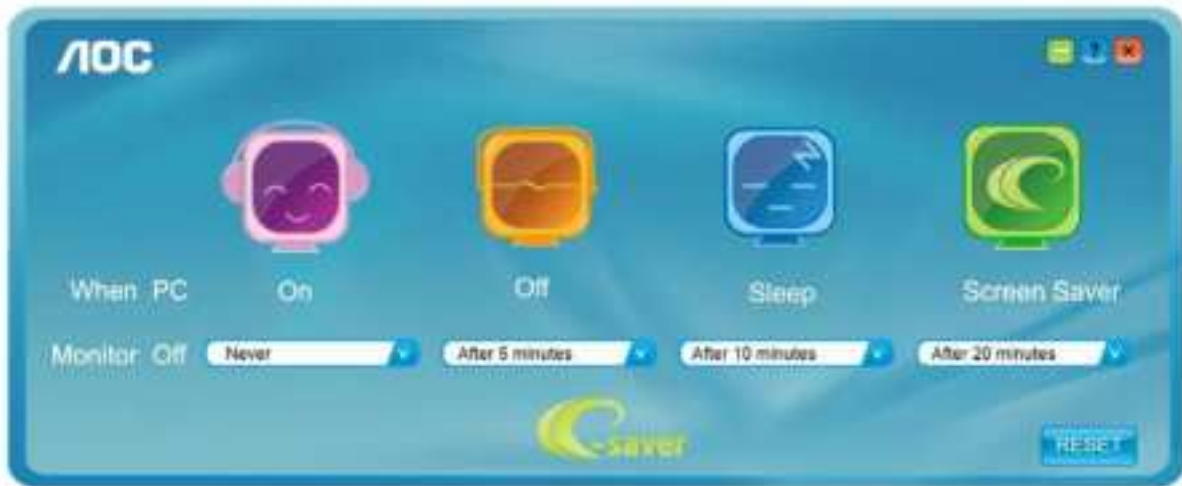 AOC
?
When PC On Off Sleep Screen Saver
Monitor Off Never After 5 minutes After 10 minutes After 20 minutes
e-saver
RESET